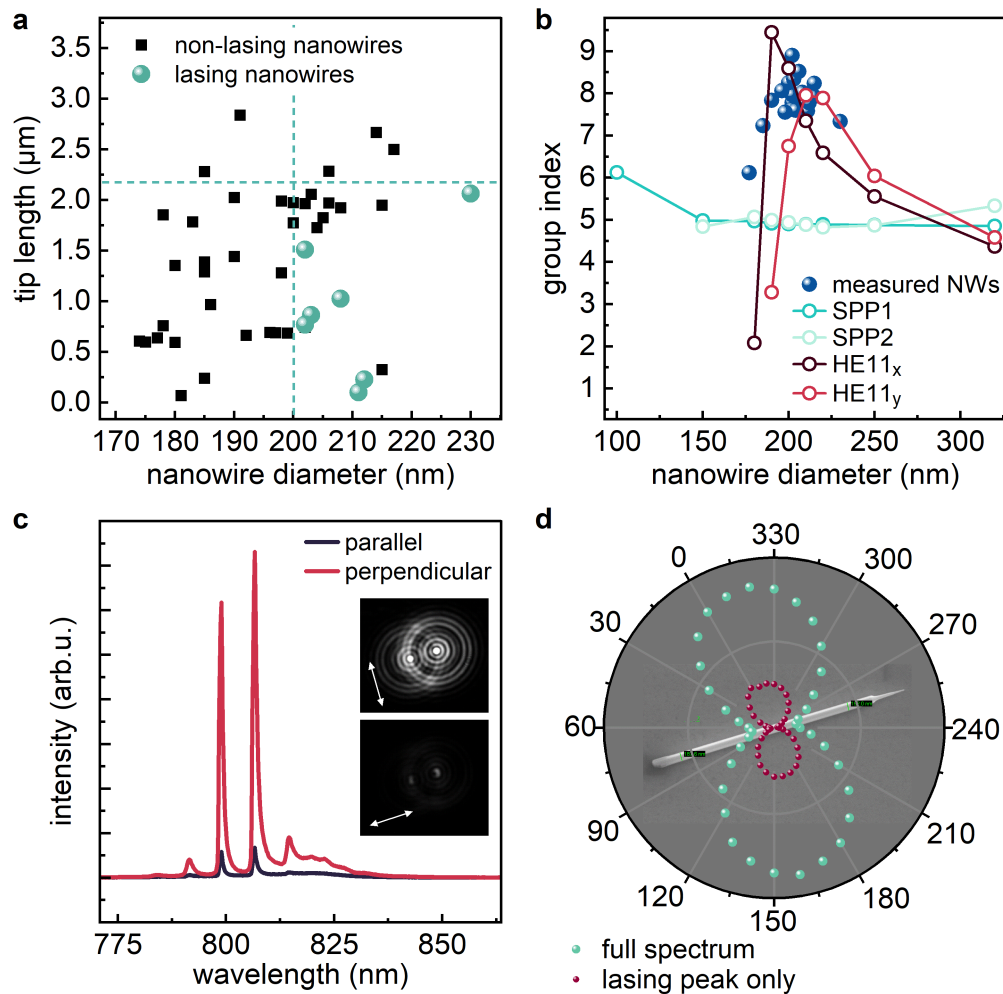 a
3.5
3.0
2.5
2.0
1.5
1.0
0.5
0.0
tip length (µm)
non-lasing nanowires
lasing nanowires
170 180 190 200 210 220 230
nanowire diameter (nm)
b
9
8
7
6
5
4
3
2
1
group index
measured NWs
SPP1
SPP2
HE11x
HE11y
100 150 200 250 300
nanowire diameter (nm)
c
parallel
perpendicular
intensity (arb.u.)
775 800 825 850
wavelength (nm)
d
330
0
300
30
270
60
240
90
210
120
180
150
full spectrum
lasing peak only